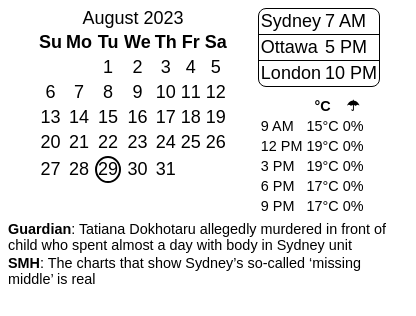 August 2023
Su Mo Tu We Th Fr Sa
1 2 3 4 5
6 7 8 9 10 11 12
13 14 15 16 17 18 19
20 21 22 23 24 25 26
27 28 29 30 31
Sydney 7 AM
Ottawa 5 PM
London 10 PM
°C ☂
9 AM 15°C 0%
12 PM 19°C 0%
3 PM 19°C 0%
6 PM 17°C 0%
9 PM 17°C 0%
Guardian: Tatiana Dokhotaru allegedly murdered in front of
child who spent almost a day with body in Sydney unit
SMH: The charts that show Sydney’s so-called ‘missing
middle’ is real